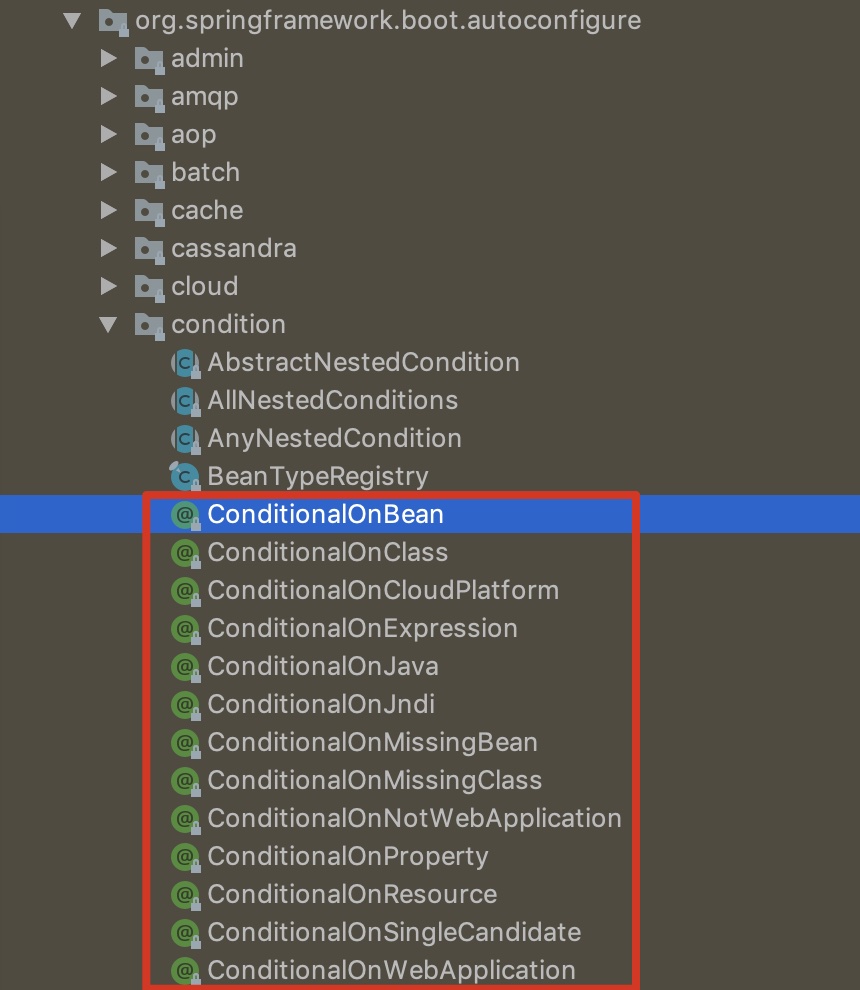 org.springframework.boot.autoconfigure
admin
amqp
aop
batch
cache
cassandra
cloud
condition
AbstractNestedCondition
AllNestedConditions
AnyNestedCondition
BeanTypeRegistry
ConditionalOnBean
ConditionalOnClass
ConditionalOnCloudPlatform
ConditionalOnExpression
ConditionalOnJava
ConditionalOnJndi
ConditionalOnMissingBean
ConditionalOnMissingClass
ConditionalOnNotWebApplication
ConditionalOnProperty
ConditionalOnResource
ConditionalOnSingleCandidate
ConditionalOnWebApplication